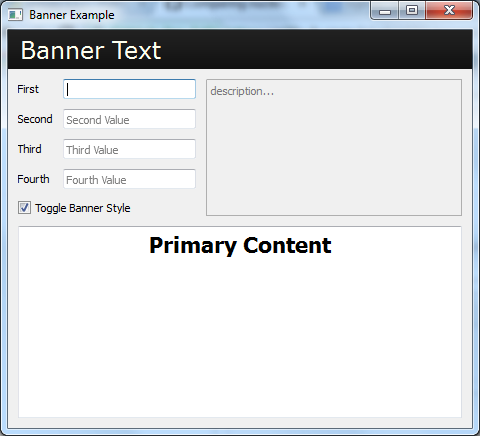 Banner Example
Banner Text
First
Second Second Value
Third Third Value
Fourth Fourth Value
description...
Toggle Banner Style
Primary Content